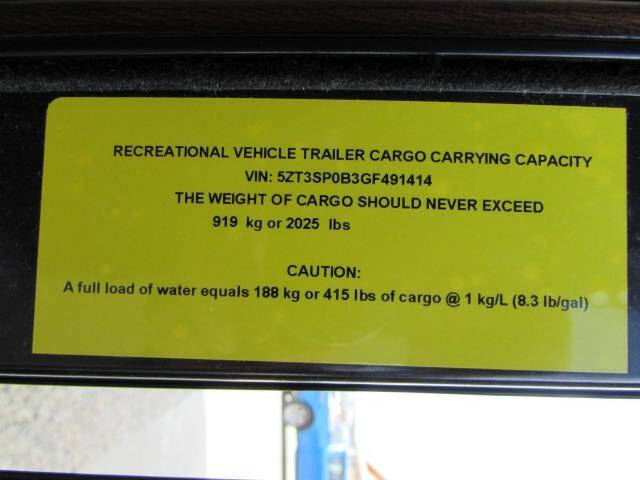 RECREATIONAL VEHICLE TRAILER CARGO CARRYING CAPACITY
VIN: 5ZT3SP0B3GF491414
THE WEIGHT OF CARGO SHOULD NEVER EXCEED
919 kg or 2025 lbs
CAUTION:
A full load of water equals 188 kg or 415 lbs of cargo @ 1 kg/L (8.3 lb/gal)